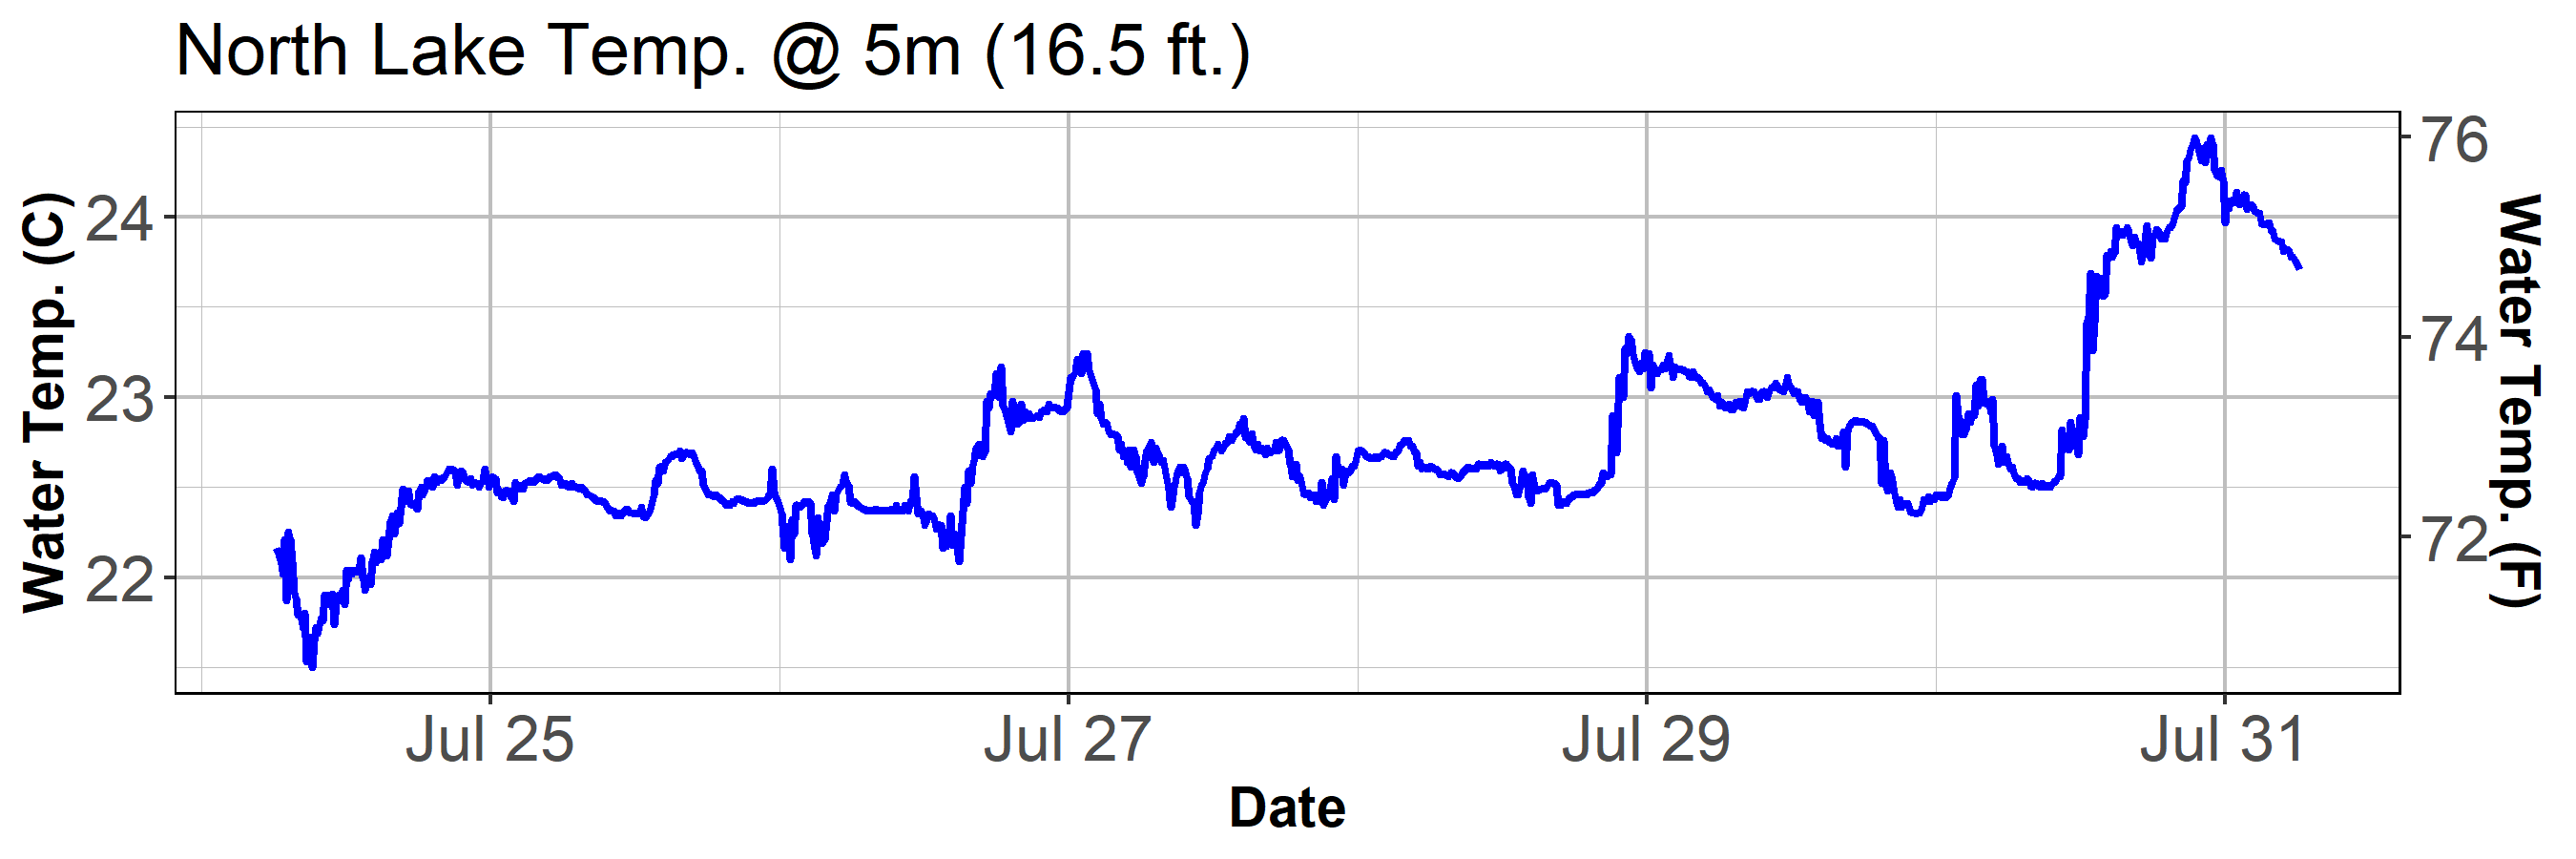 North Lake Temp. @ 5m (16.5 ft.)
Water Temp. (C)
24
23
22
76
74
72
Water Temp. (F)
Jul 25 Jul 27 Jul 29 Jul 31
Date